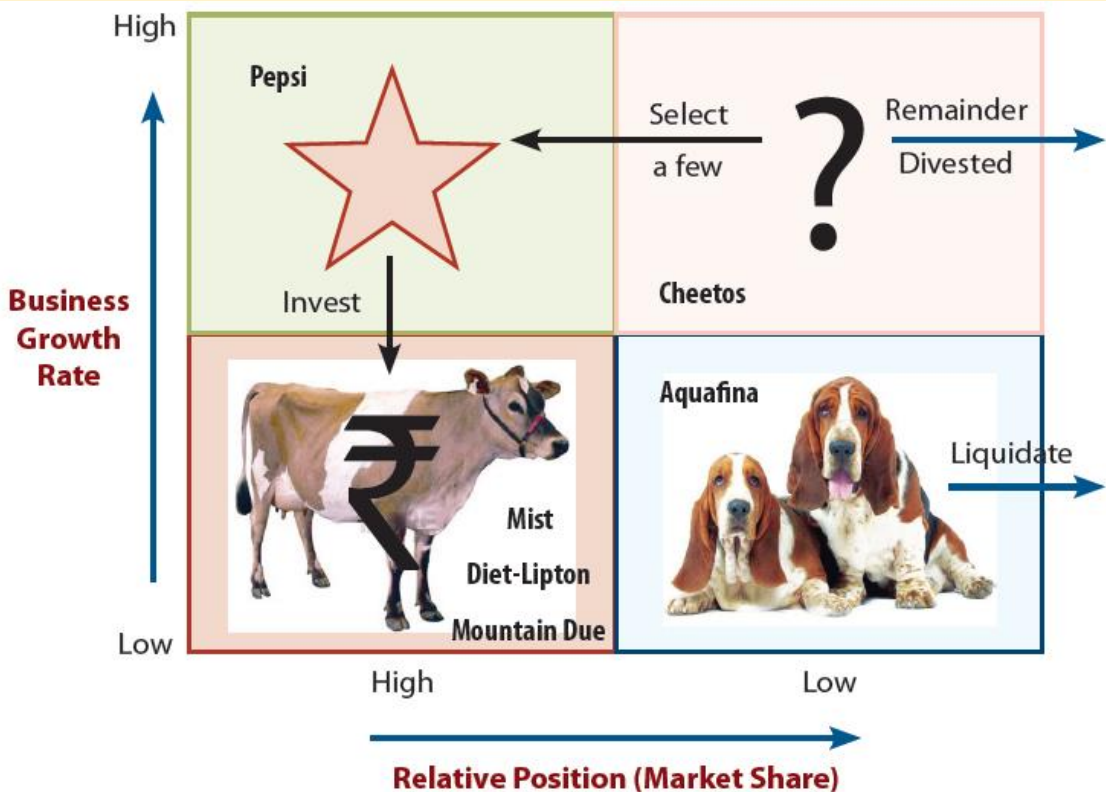 High
Pepsi
Select
a few
?
Remainder
Divested
Invest
Cheetos
Business
Growth
Rate
₹
Aquafina
Liquidate
Mist
Diet-Lipton
Mountain Due
Low
High
Low
Relative Position (Market Share)